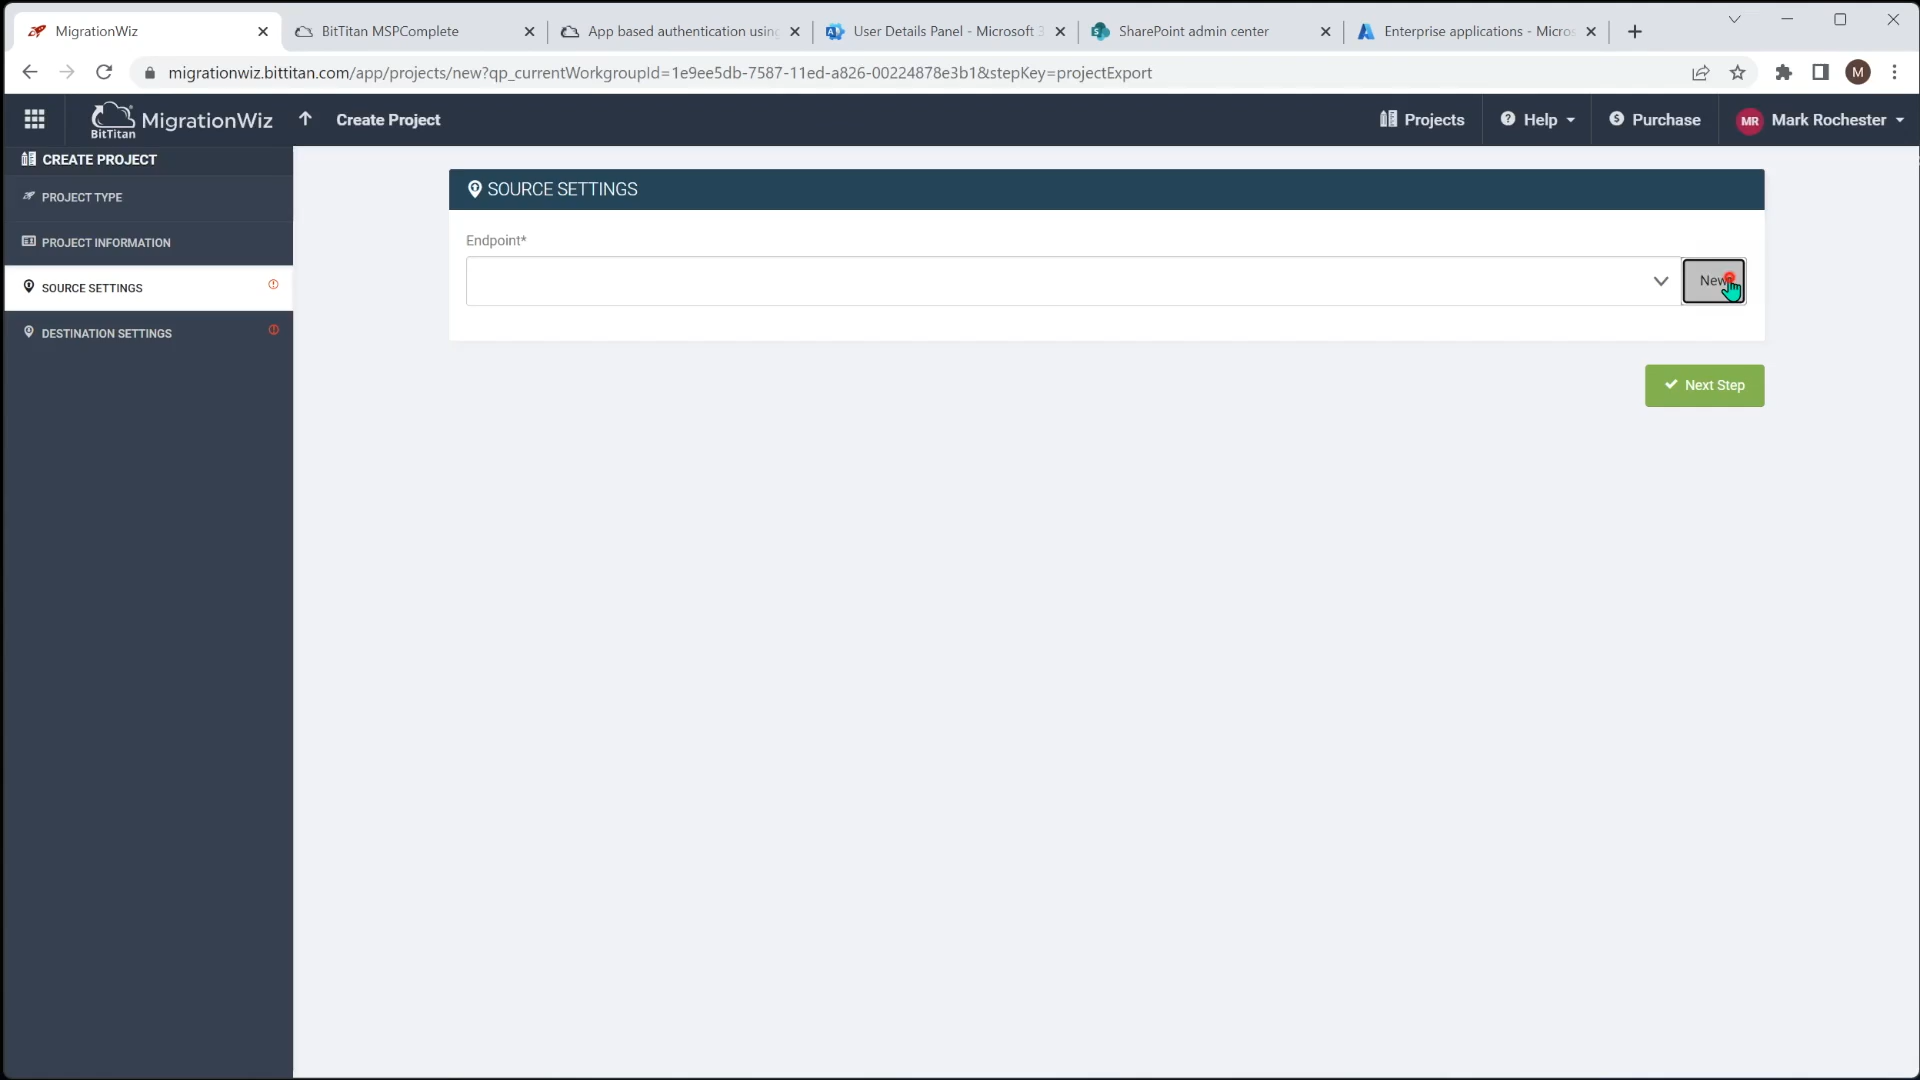 MigrationWiz
BitTitan MSPComplete
App based authentication using
User Details Panel - Microsoft 3
SharePoint admin center
Enterprise applications - Micros
migrationwiz.bittitan.com/app/projects/new?qp_currentWorkgroupId=1e9ee5db-7587-11ed-a826-00224878e3b1&stepKey=projectExport
M
BitTitan MigrationWiz
Create Project
Projects
Help
Purchase
MR Mark Rochester
CREATE PROJECT
PROJECT TYPE
PROJECT INFORMATION
SOURCE SETTINGS
DESTINATION SETTINGS
SOURCE SETTINGS
Endpoint*
New
Next Step